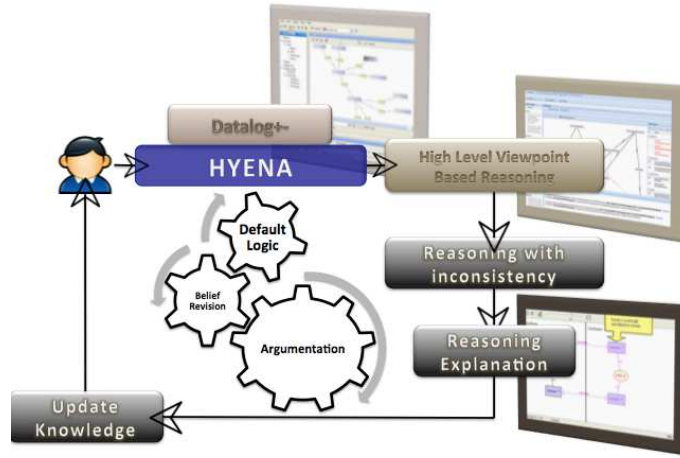 Datalog+-
HYENA
High Level Viewpoint
Based Reasoning
Default
Logic
Reasoning with
inconsistency
Belief
Revision
Argumentation
Reasoning
Explanation
Update
Knowledge